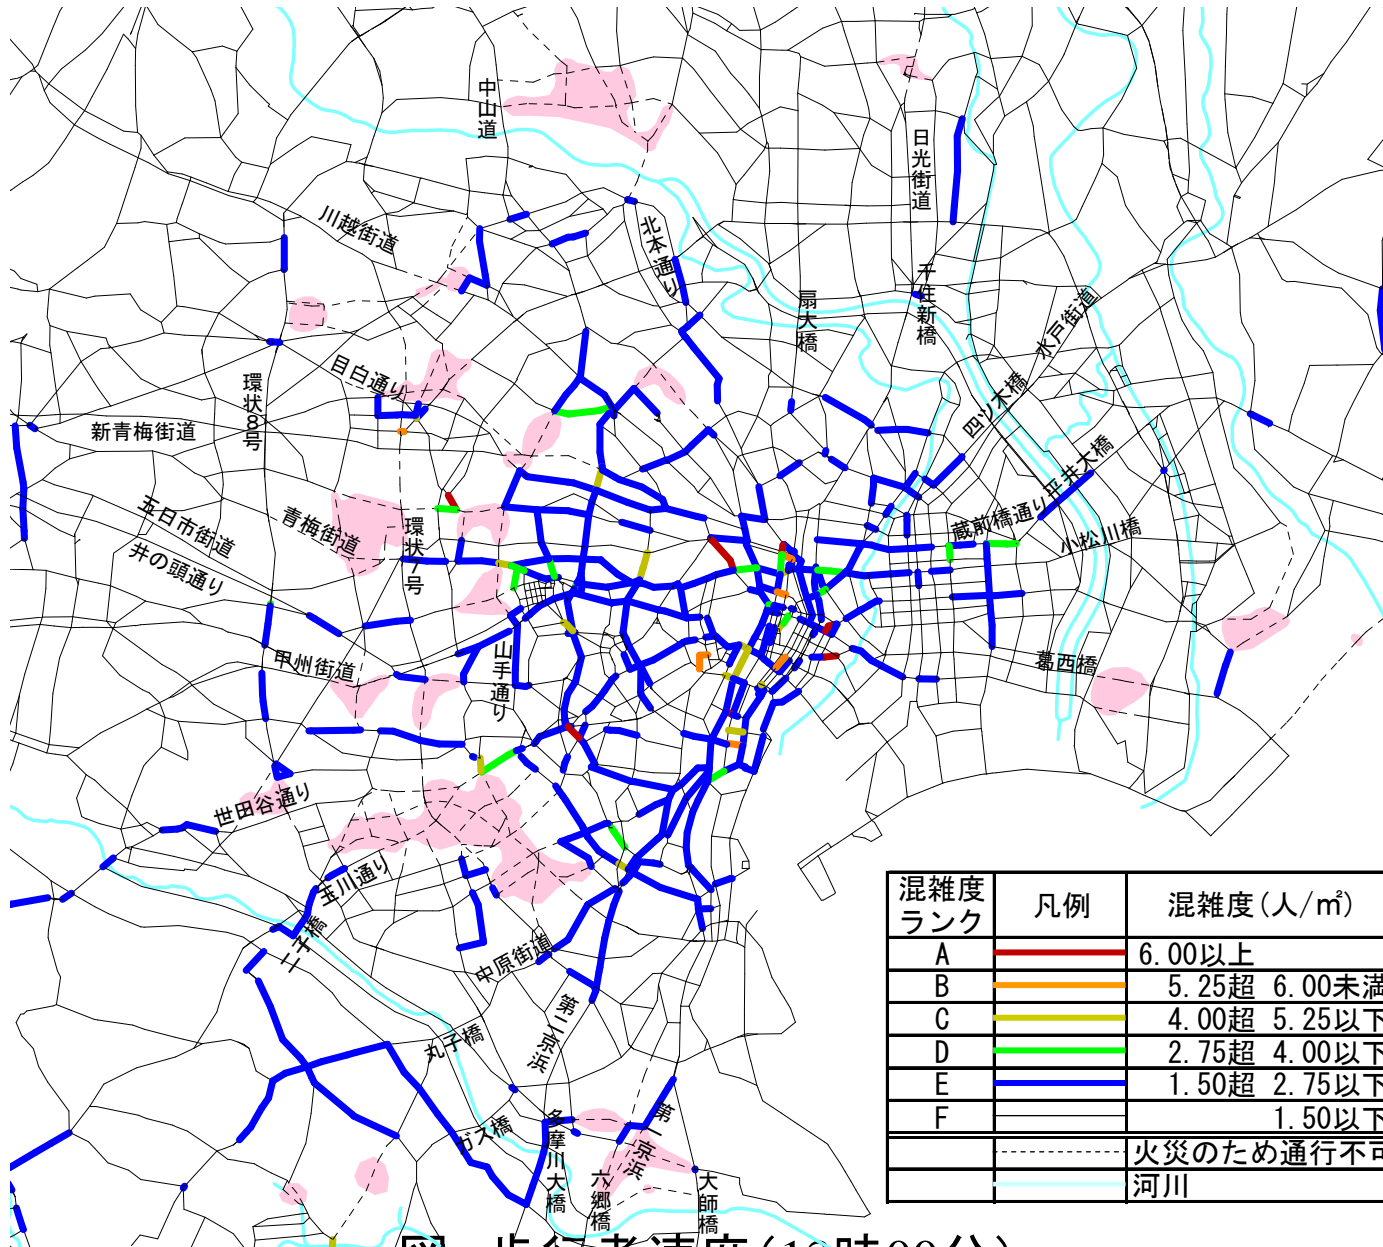 中山道
日光街道
川越街道
北本通り
千住新橋
扇大橋
水戸街道
目白通り
環状8号
四ツ木橋
新青梅街道
平井大橋
五日市街道
青梅街道
環状7号
蔵前橋通り
小松川橋
井の頭通り
甲州街道
山手通り
葛西橋
世田谷通り
玉川通り
二子橋
中原街道
第二京浜
丸子橋
ガス橋
多摩川大橋
第一京浜
六郷橋
大師橋
混雑度ランク 凡例 混雑度(人/㎡)
A 6.00以上
B 5.25超 6.00未満
C 4.00超 5.25以下
D 2.75超 4.00以下
E 1.50超 2.75以下
F 1.50以下
火災のため通行不可
河川